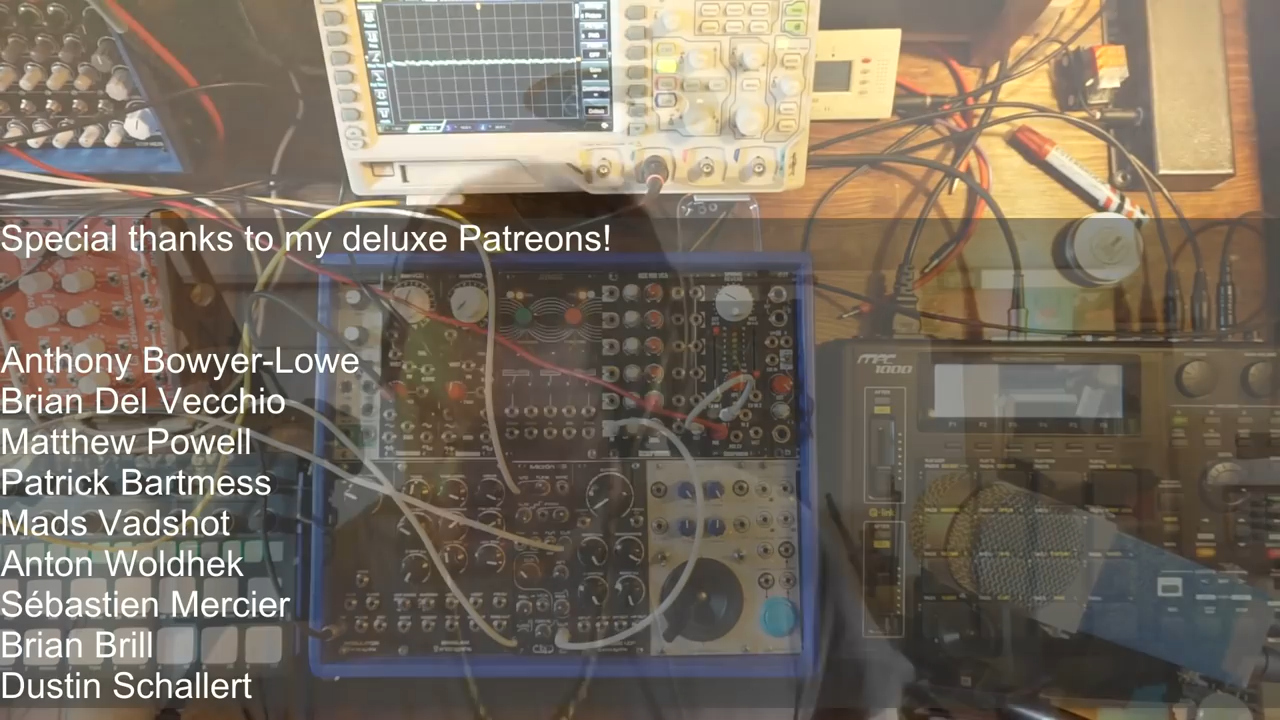 Special thanks to my deluxe Patreons!
Anthony Bowyer-Lowe
Brian Del Vecchio
Matthew Powell
Patrick Bartmess
Mads Vadshot
Anton Woldhek
Sébastien Mercier
Brian Brill
Dustin Schallert
MPC
1000
Q-link